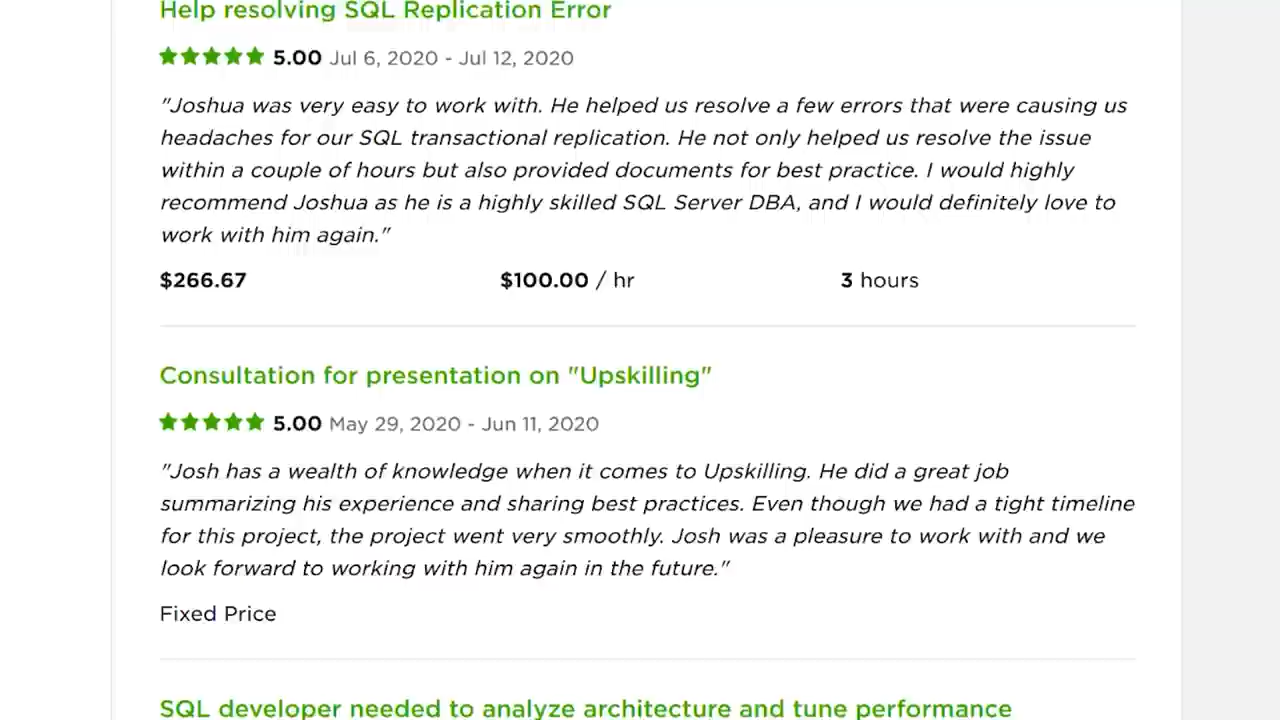 Help resolving SQL Replication Error
5.00 Jul 6, 2020 - Jul 12, 2020
"Joshua was very easy to work with. He helped us resolve a few errors that were causing us
headaches for our SQL transactional replication. He not only helped us resolve the issue
within a couple of hours but also provided documents for best practice. I would highly
recommend Joshua as he is a highly skilled SQL Server DBA, and I would definitely love to
work with him again."
$266.67 $100.00 / hr 3 hours
Consultation for presentation on "Upskilling"
5.00 May 29, 2020 - Jun 11, 2020
"Josh has a wealth of knowledge when it comes to Upskilling. He did a great job
summarizing his experience and sharing best practices. Even though we had a tight timeline
for this project, the project went very smoothly. Josh was a pleasure to work with and we
look forward to working with him again in the future."
Fixed Price
SQL developer needed to analyze architecture and tune performance